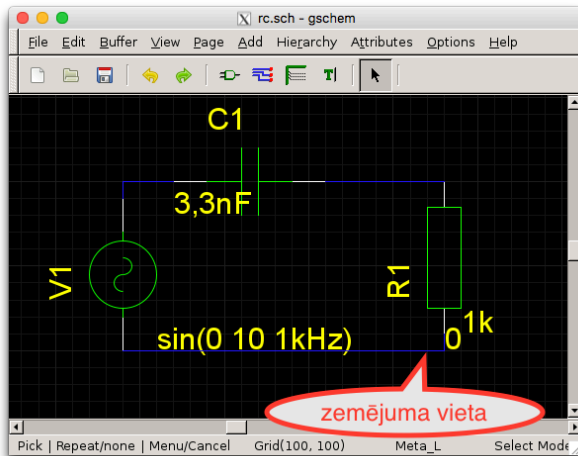 rc.sch - gschem
File Edit Buffer View Page Add Hierarchy Attributes Options Help
C1
3,3nF
V1
R1
sin(0 10 1kHz)
0
1k
zemējuma vieta
Pick | Repeat/none | Menu/Cancel Grid(100, 100) Meta_L Select Mode